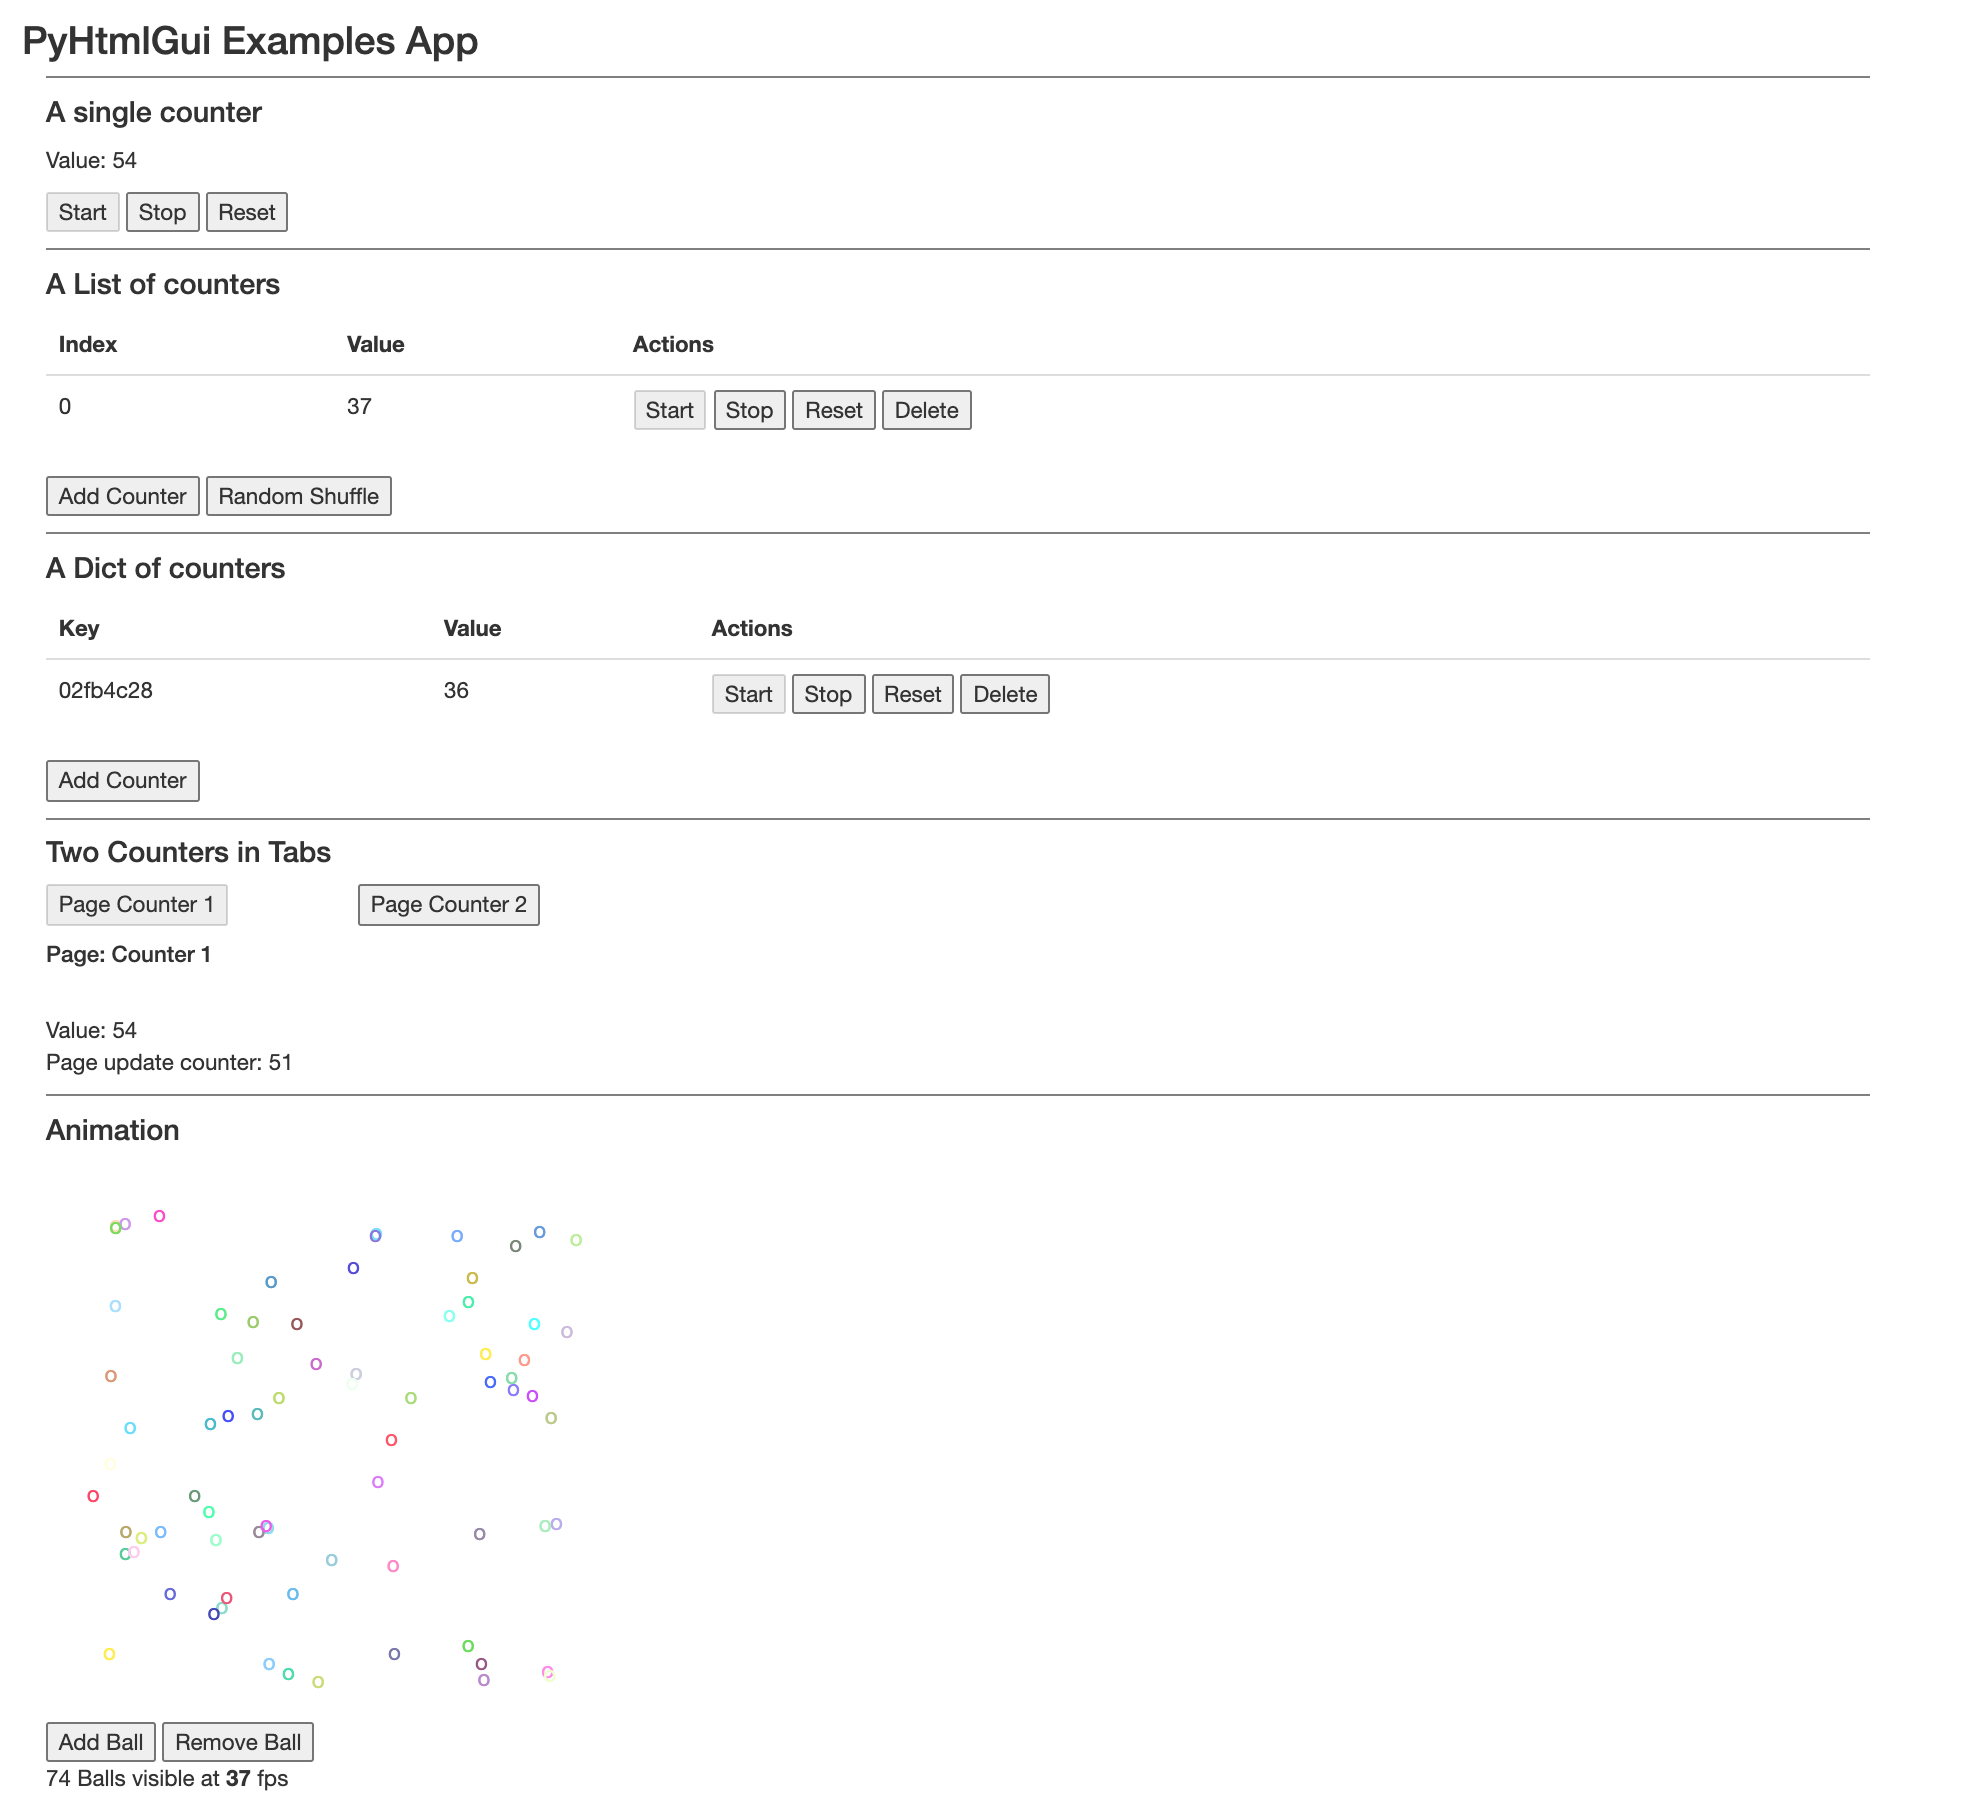 PyHtmlGui Examples App
A single counter
Value: 54
Start Stop Reset
A List of counters
Index Value Actions
0 37 Start Stop Reset Delete
Add Counter Random Shuffle
A Dict of counters
Key Value Actions
02fb4c28 36 Start Stop Reset Delete
Add Counter
Two Counters in Tabs
Page Counter 1 Page Counter 2
Page: Counter 1
Value: 54
Page update counter: 51
Animation
Add Ball Remove Ball
74 Balls visible at 37 fps